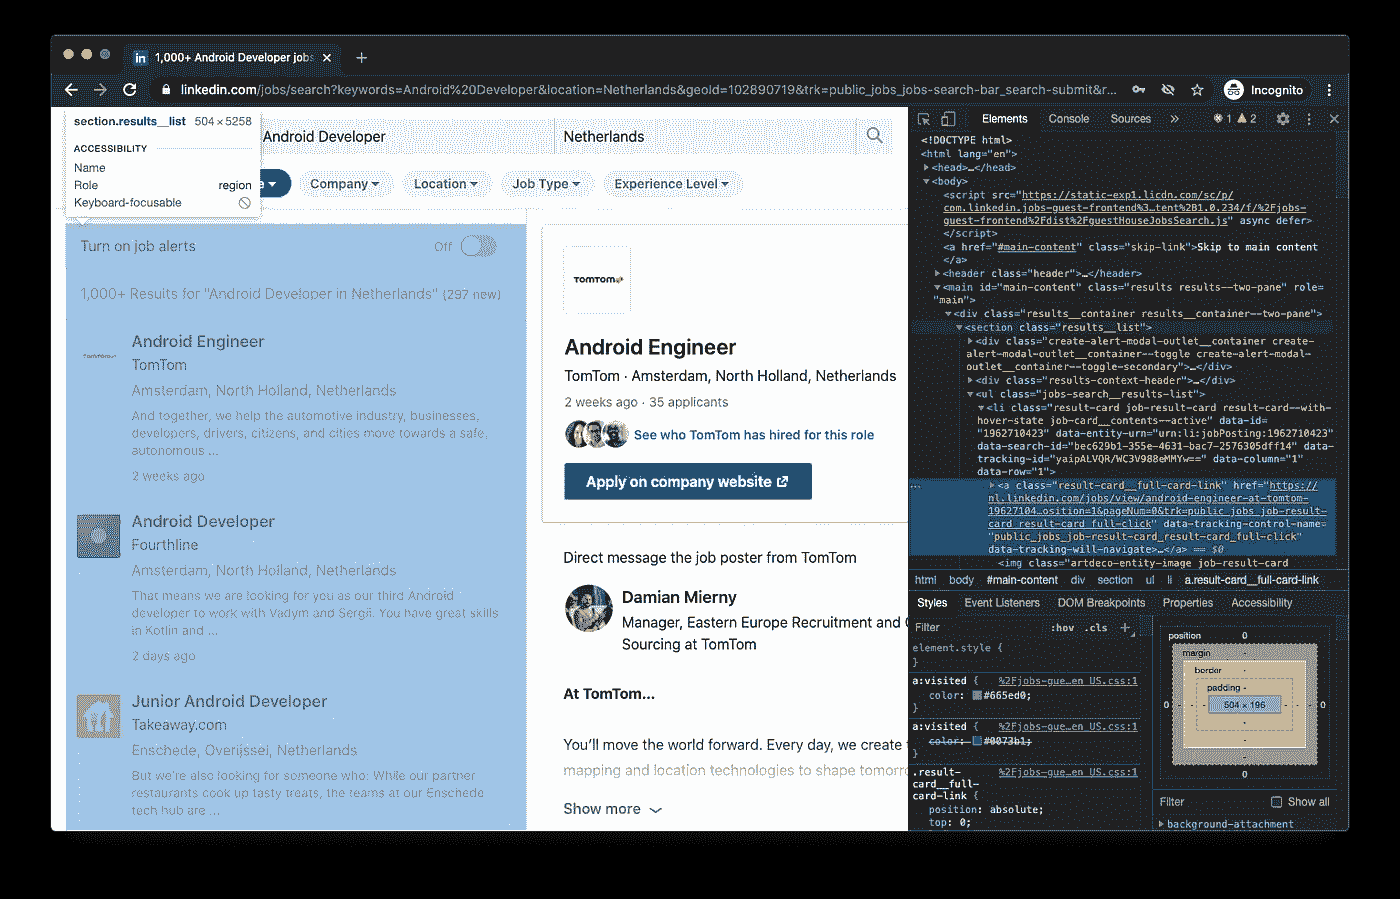 1,000+ Android Developer jobs
linkedin.com/jobs/search?keywords=Android%20Developer&location=Netherlands&geoId=102890719&trk=public_jobs_jobs-search-bar_search-submit&r...
Incognito
section.results__list 504 × 5258
ACCESSIBILITY
Name
Role region
Keyboard-focusable
Android Developer
Netherlands
Company
Location
Job Type
Experience Level
Turn on job alerts
Off
1,000+ Results for "Android Developer in Netherlands" (297 new)
TOMTOM
Android Engineer
TomTom
Amsterdam, North Holland, Netherlands
And together, we help the automotive industry, businesses,
developers, drivers, citizens, and cities move towards a safe,
autonomous ...
2 weeks ago
Android Developer
Fourthline
Amsterdam, North Holland, Netherlands
That means we are looking for you as our third Android
developer to work with Vadym and Sergii. You have great skills
in Kotlin and ...
2 days ago
Junior Android Developer
Takeaway.com
Enschede, Overijssel, Netherlands
But we're also looking for someone who: While our partner
restaurants cook up tasty treats, the teams at our Enschede
tech hub are ...
TOMTOM
Android Engineer
TomTom · Amsterdam, North Holland, Netherlands
2 weeks ago · 35 applicants
See who TomTom has hired for this role
Apply on company website
Direct message the job poster from TomTom
Damian Mierny
Manager, Eastern Europe Recruitment and
Sourcing at TomTom
At TomTom...
You'll move the world forward. Every day, we create
mapping and location technologies to shape tomorro
Show more
Elements
Console
Sources
»
1
2
<!DOCTYPE html>
<html lang="en">
<head>…</head>
<body>
<script src="https://static-exp1.licdn.com/sc/p/
com.linkedin.jobs-guest-frontend%3…tent%2B1.0.234/f/%2Fjobs-
guest-frontend%2Fdist%2FguestHouseJobsSearch.js" async defer>
</script>
<a href="#main-content" class="skip-link">Skip to main content
</a>
<header class="header">…</header>
<main id="main-content" class="results results--two-pane" role=
"main">
<div class="results__container results__container--two-pane">
<section class="results__list">
<div class="create-alert-modal-outlet__container create-
alert-modal-outlet__container--toggle create-alert-modal-
outlet__container--toggle-secondary">…</div>
<div class="results-context-header">…</div>
<ul class="jobs-search__results-list">
<li class="result-card job-result-card result-card--with-
hover-state job-card__contents--active" data-id=
"1962710423" data-entity-urn="urn:li:jobPosting:1962710423"
data-search-id="bec629b1-355e-4631-bac7-2576305dff14" data-
tracking-id="yaipALVQR/WC3V988eMMYw==" data-column="1"
data-row="1">
<a class="result-card__full-card-link" href="https://
nl.linkedin.com/jobs/view/android-engineer-at-tomtom-
19627104…osition=1&pageNum=0&trk=public_jobs_job-result-
card_result-card_full-click" data-tracking-control-name=
"public_jobs_job-result-card_result-card_full-click"
data-tracking-will-navigate>…</a> == $0
<img class="artdeco-entity-image job-result-card
html body #main-content div section ul li a.result-card__full-card-link
Styles Event Listeners DOM Breakpoints Properties Accessibility
Filter :hov .cls
element.style {
}
a:visited { %2Fjobs-gue…en_US.css:1
color: #665ed0;
}
a:visited { %2Fjobs-gue…en_US.css:1
color: #0073b1;
}
.result- %2Fjobs-gue…en_US.css:1
card__full-
card-link {
position: absolute;
top: 0;
position 0
margin -
border -
padding -
0 - - - 504 × 196 - - - 0
-
-
-
0
Filter
Show all
background-attachment